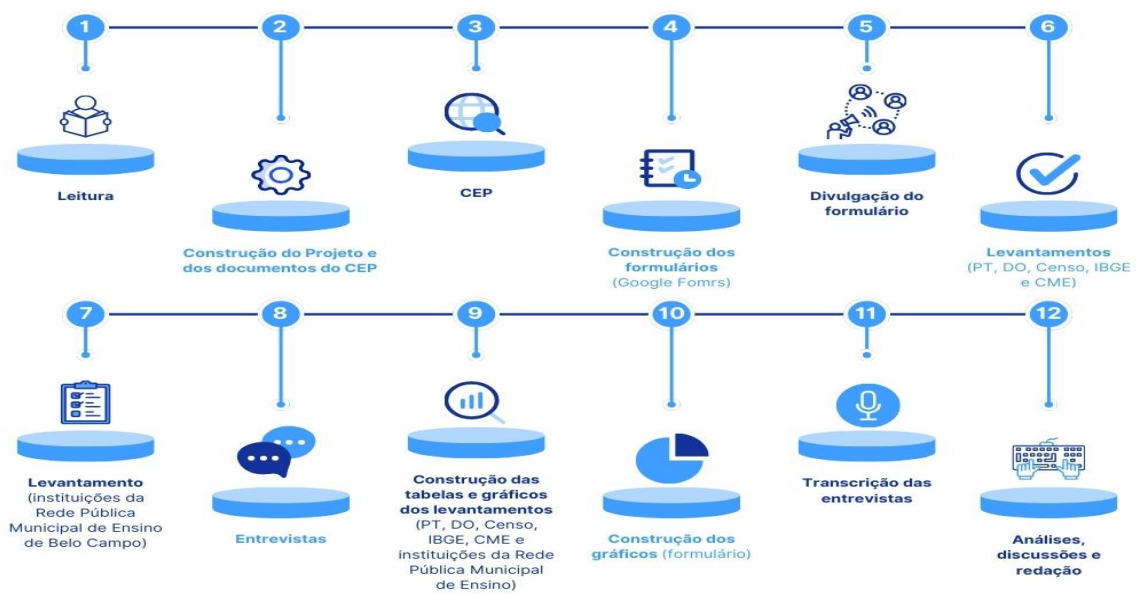 1
Leitura
2
Construção do Projeto e
dos documentos do CEP
3
CEP
4
Construção dos
formulários
(Google Fomrs)
5
Divulgação do
formulário
6
Levantamentos
(PT, DO, Censo, IBGE
e CME)
7
Levantamento
(instituições da
Rede Pública
Municipal de Ensino
de Belo Campo)
8
Entrevistas
9
Construção das
tabelas e gráficos
dos levantamentos
(PT, DO, Censo,
IBGE, CME e
instituições da Rede
Pública Municipal
de Ensino)
10
Construção dos
gráficos (formulário)
11
Transcrição das
entrevistas
12
Análises,
discussões e
redação